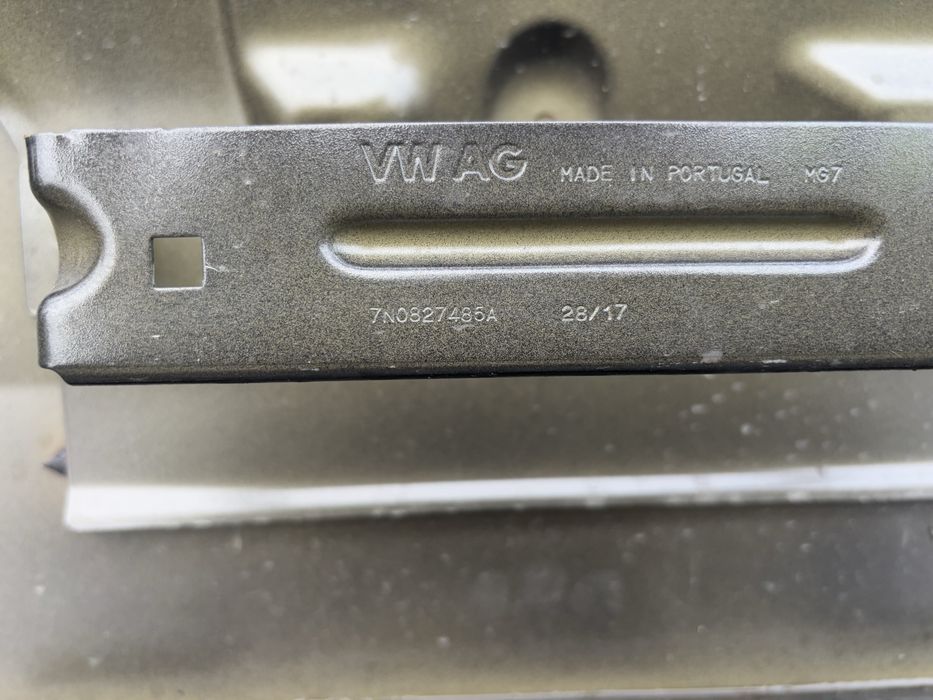 VW AG MADE IN PORTUGAL MG7
7N0827485A 28/17